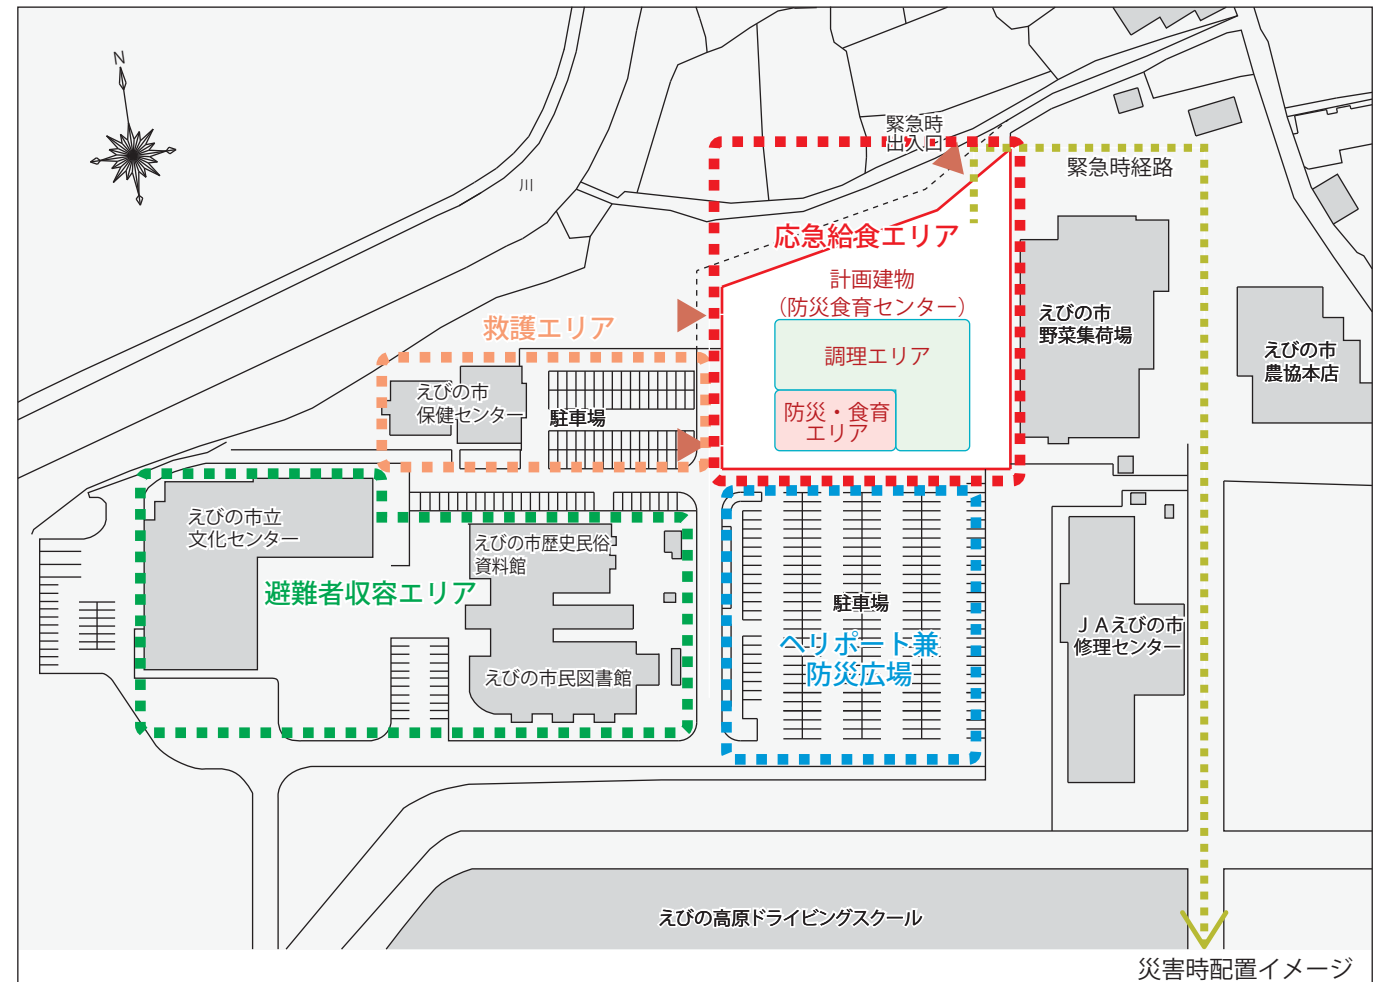 N
川
緊急時
出入口
緊急時経路
応急給食エリア
計画建物
（防災食育センター）
調理エリア
防災・食育
エリア
救護エリア
えびの市
保健センター
駐車場
えびの市
野菜集荷場
えびの市
農協本店
えびの市立
文化センター
えびの市歴史民俗
資料館
避難者収容エリア
えびの市民図書館
駐車場
ヘリポート兼
防災広場
ＪＡえびの市
修理センター
えびの高原ドライビングスクール
災害時配置イメージ